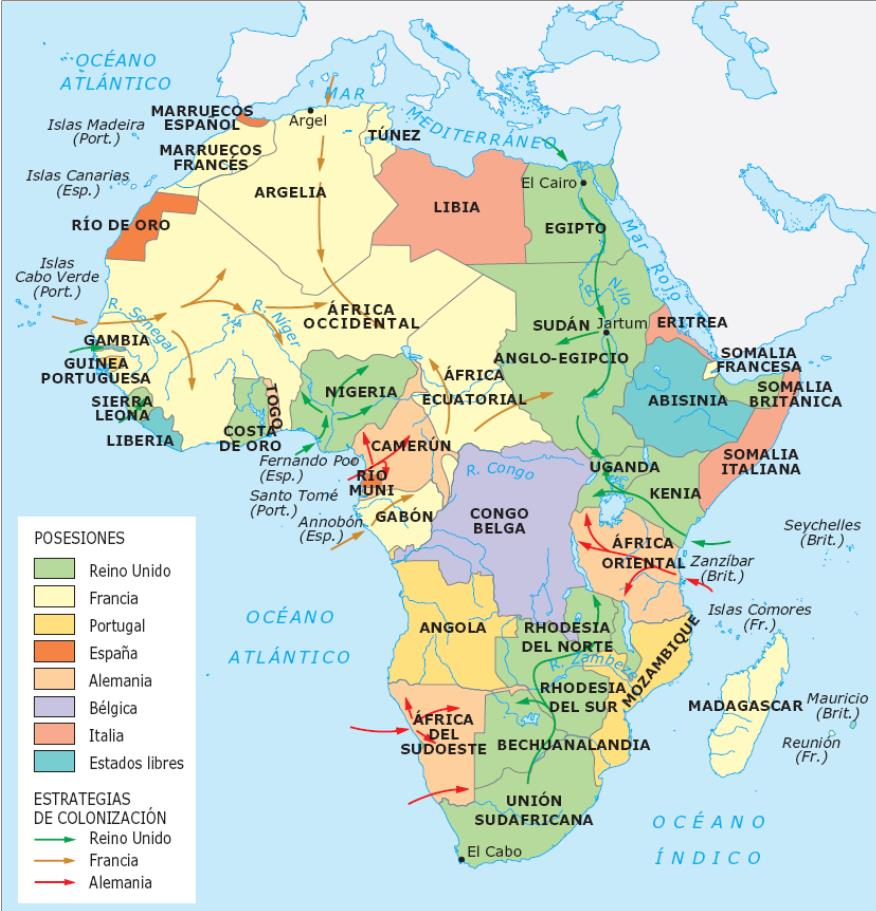 OCÉANO
ATLÁNTICO
MAR
MEDITERRÁNEO
MARRUECOS
ESPAÑOL
Argel
Islas Madeira
(Port.)
TÚNEZ
MARRUECOS
FRANCÉS
Islas Canarias
(Esp.)
ARGELIA
El Cairo
LIBIA
EGIPTO
RÍO DE ORO
Mar Rojo
Islas
Cabo Verde
(Port.)
R. Nilo
R. Senegal
R. Níger
ÁFRICA
OCCIDENTAL
SUDÁN
Jartum
ERITREA
GAMBIA
ANGLO-EGIPCIO
SOMALIA
FRANCESA
GUINEA
PORTUGUESA
ÁFRICA
ECUATORIAL
NIGERIA
TOGO
ABISINIA
SOMALIA
BRITÁNICA
SIERRA
LEONA
LIBERIA
COSTA
DE ORO
CAMERÚN
Fernando Poo
(Esp.)
SOMALIA
ITALIANA
R. Congo
UGANDA
RÍO
MUNI
Santo Tomé
(Port.)
KENIA
GABÓN
CONGO
BELGA
Annobón
(Esp.)
Seychelles
(Brit.)
ÁFRICA
ORIENTAL
Zanzíbar
(Brit.)
Islas Comores
(Fr.)
OCÉANO
ATLÁNTICO
ANGOLA
RHODESIA
DEL NORTE
MOZAMBIQUE
R. Zambeze
RHODESIA
DEL SUR
MADAGASCAR
Mauricio
(Brit.)
ÁFRICA
DEL
SUDOESTE
BECHUANALANDIA
Reunión
(Fr.)
UNIÓN
SUDAFRICANA
OCÉANO
ÍNDICO
El Cabo
POSESIONES
Reino Unido
Francia
Portugal
España
Alemania
Bélgica
Italia
Estados libres
ESTRATEGIAS
DE COLONIZACIÓN
Reino Unido
Francia
Alemania